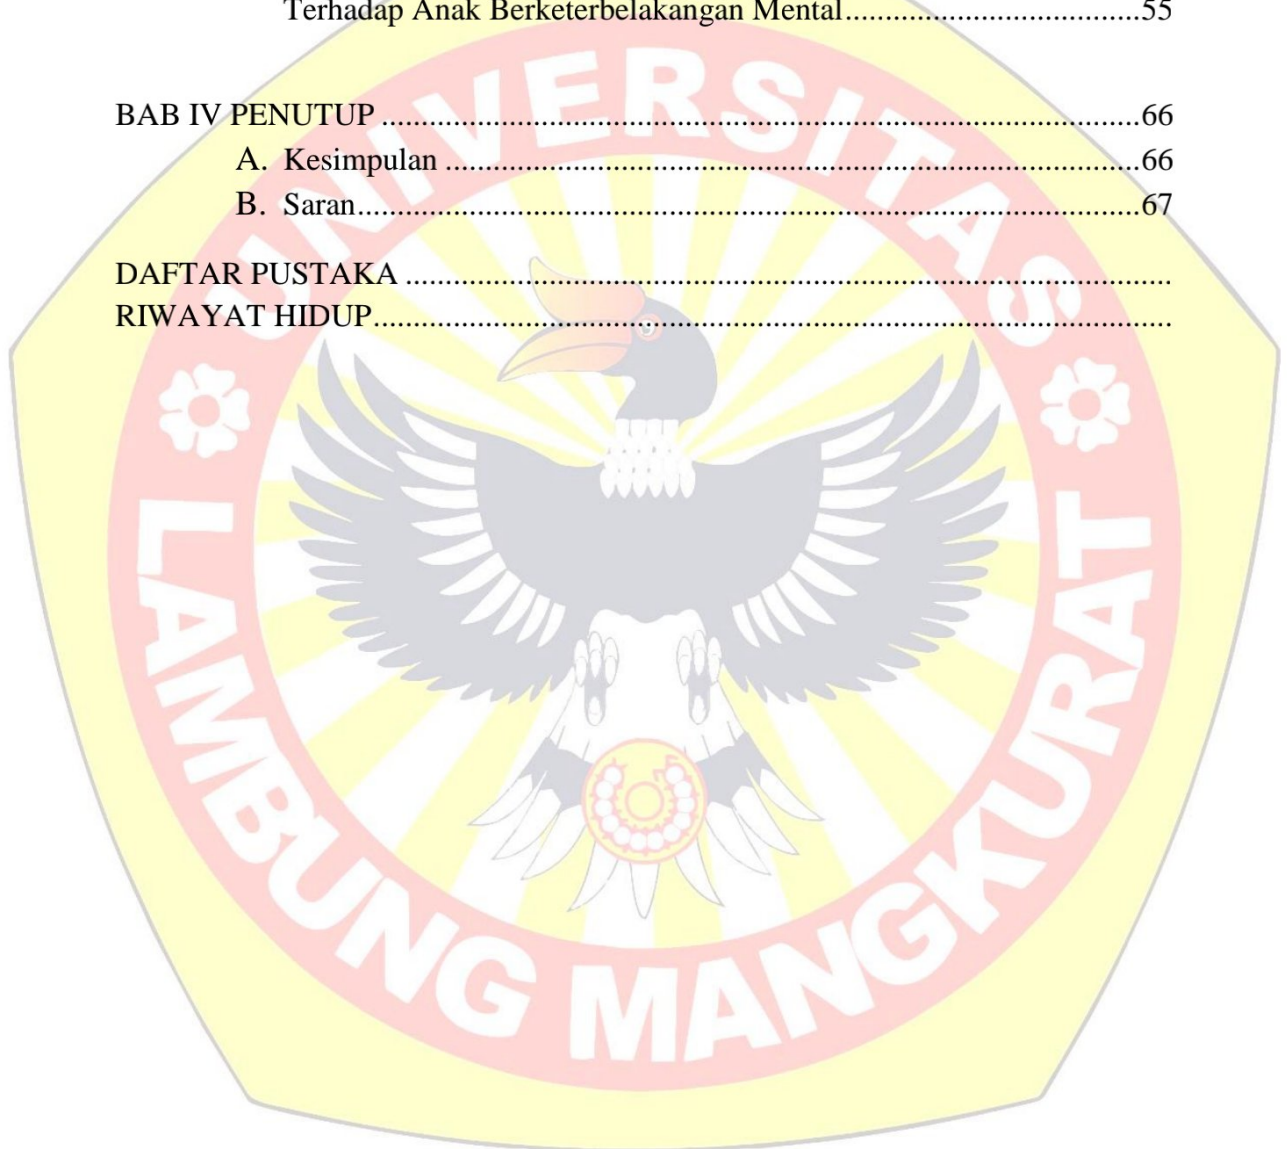 Terhadap Anak Berketerbelakangan Mental....................................55
BAB IV PENUTUP ...............................................................................................66
A. Kesimpulan .......................................................................................66
B. Saran..................................................................................................67
DAFTAR PUSTAKA ................................................................................................
RIWAYAT HIDUP....................................................................................................
UNIVERSITAS
LAMBUNG MANGKURAT